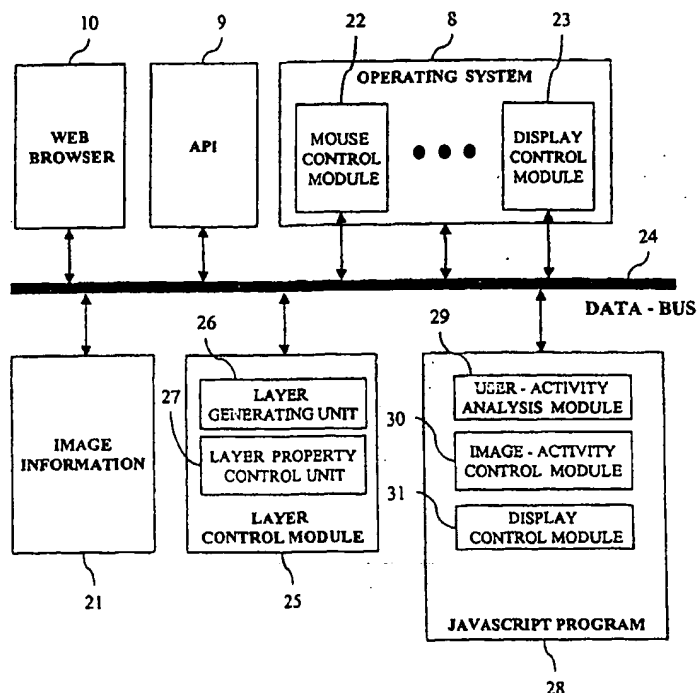 10
9
22
8
23
WEB
BROWSER
API
OPERATING SYSTEM
MOUSE
CONTROL
MODULE
DISPLAY
CONTROL
MODULE
24
DATA - BUS
IMAGE
INFORMATION
21
26
27
LAYER
GENERATING UNIT
LAYER PROPERTY
CONTROL UNIT
LAYER
CONTROL MODULE
25
29
30
31
USER - ACTIVITY
ANALYSIS MODULE
IMAGE - ACTIVITY
CONTROL MODULE
DISPLAY
CONTROL MODULE
JAVASCRIPT PROGRAM
28